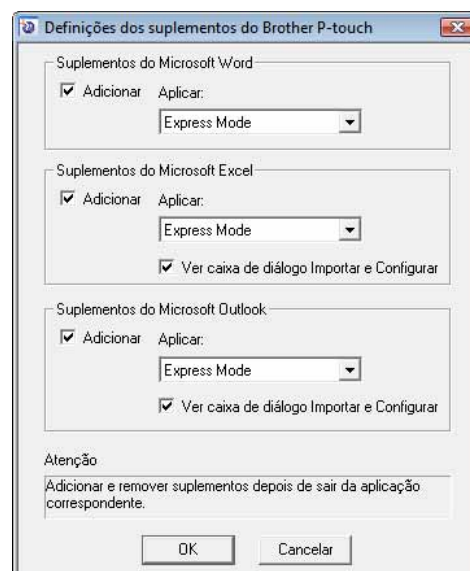 Definições dos suplementos do Brother P-touch
Suplementos do Microsoft Word
Adicionar Aplicar:
Express Mode
Suplementos do Microsoft Excel
Adicionar Aplicar:
Express Mode
Ver caixa de diálogo Importar e Configurar
Suplementos do Microsoft Outlook
Adicionar Aplicar:
Express Mode
Ver caixa de diálogo Importar e Configurar
Atenção
Adicionar e remover suplementos depois de sair da aplicação
correspondente.
OK Cancelar